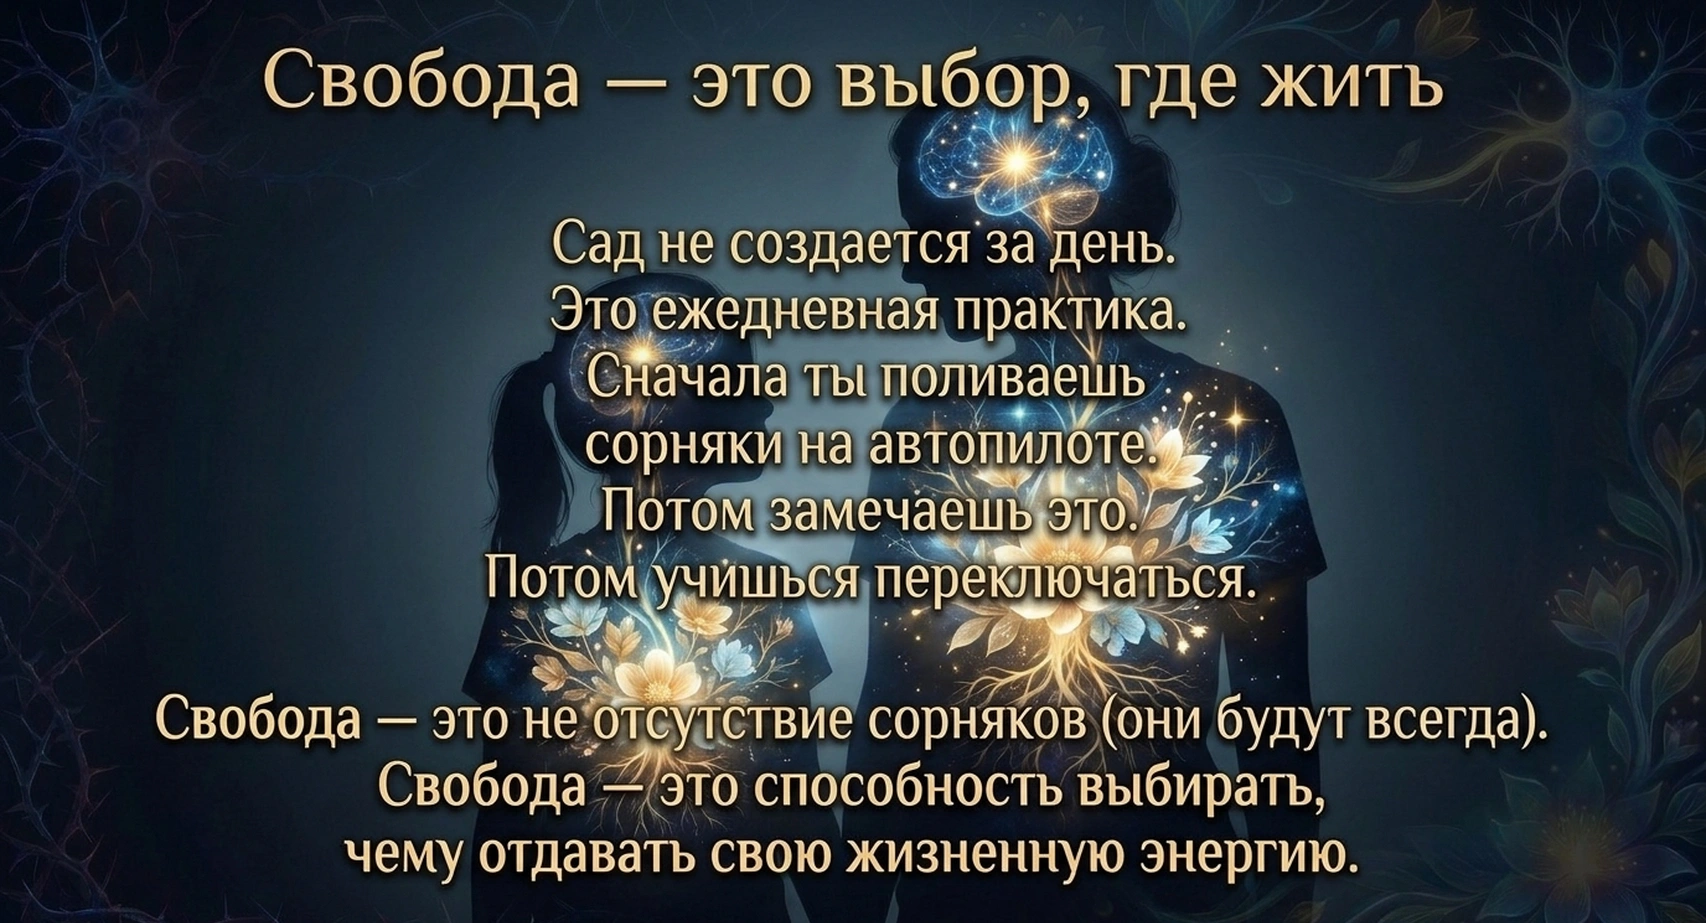 Свобода — это выбор, где жить
Сад не создается за день.
Это ежедневная практика.
Сначала ты поливаешь
сорняки на автопилоте.
Потом замечаешь это.
Потом учишься переключаться.
Свобода — это не отсутствие сорняков (они будут всегда).
Свобода — это способность выбирать,
чему отдавать свою жизненную энергию.